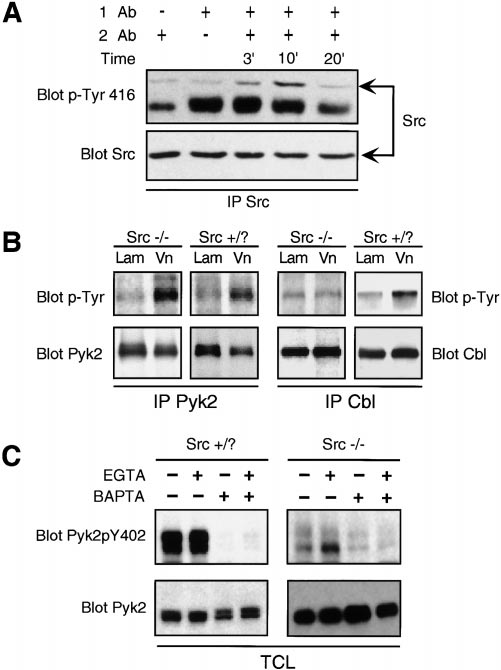 A
1 Ab - + + + +
2 Ab + - + + +
Time 3' 10' 20'
Blot p-Tyr 416
Src
Blot Src
IP Src
B
Src -/- Src +/? Src -/- Src +/?
Lam Vn Lam Vn Lam Vn Lam Vn
Blot p-Tyr Blot p-Tyr
Blot Pyk2 Blot Cbl
IP Pyk2 IP Cbl
C
Src +/? Src -/-
EGTA - + - + - + - +
BAPTA - - + + - - + +
Blot Pyk2pY402
Blot Pyk2
TCL